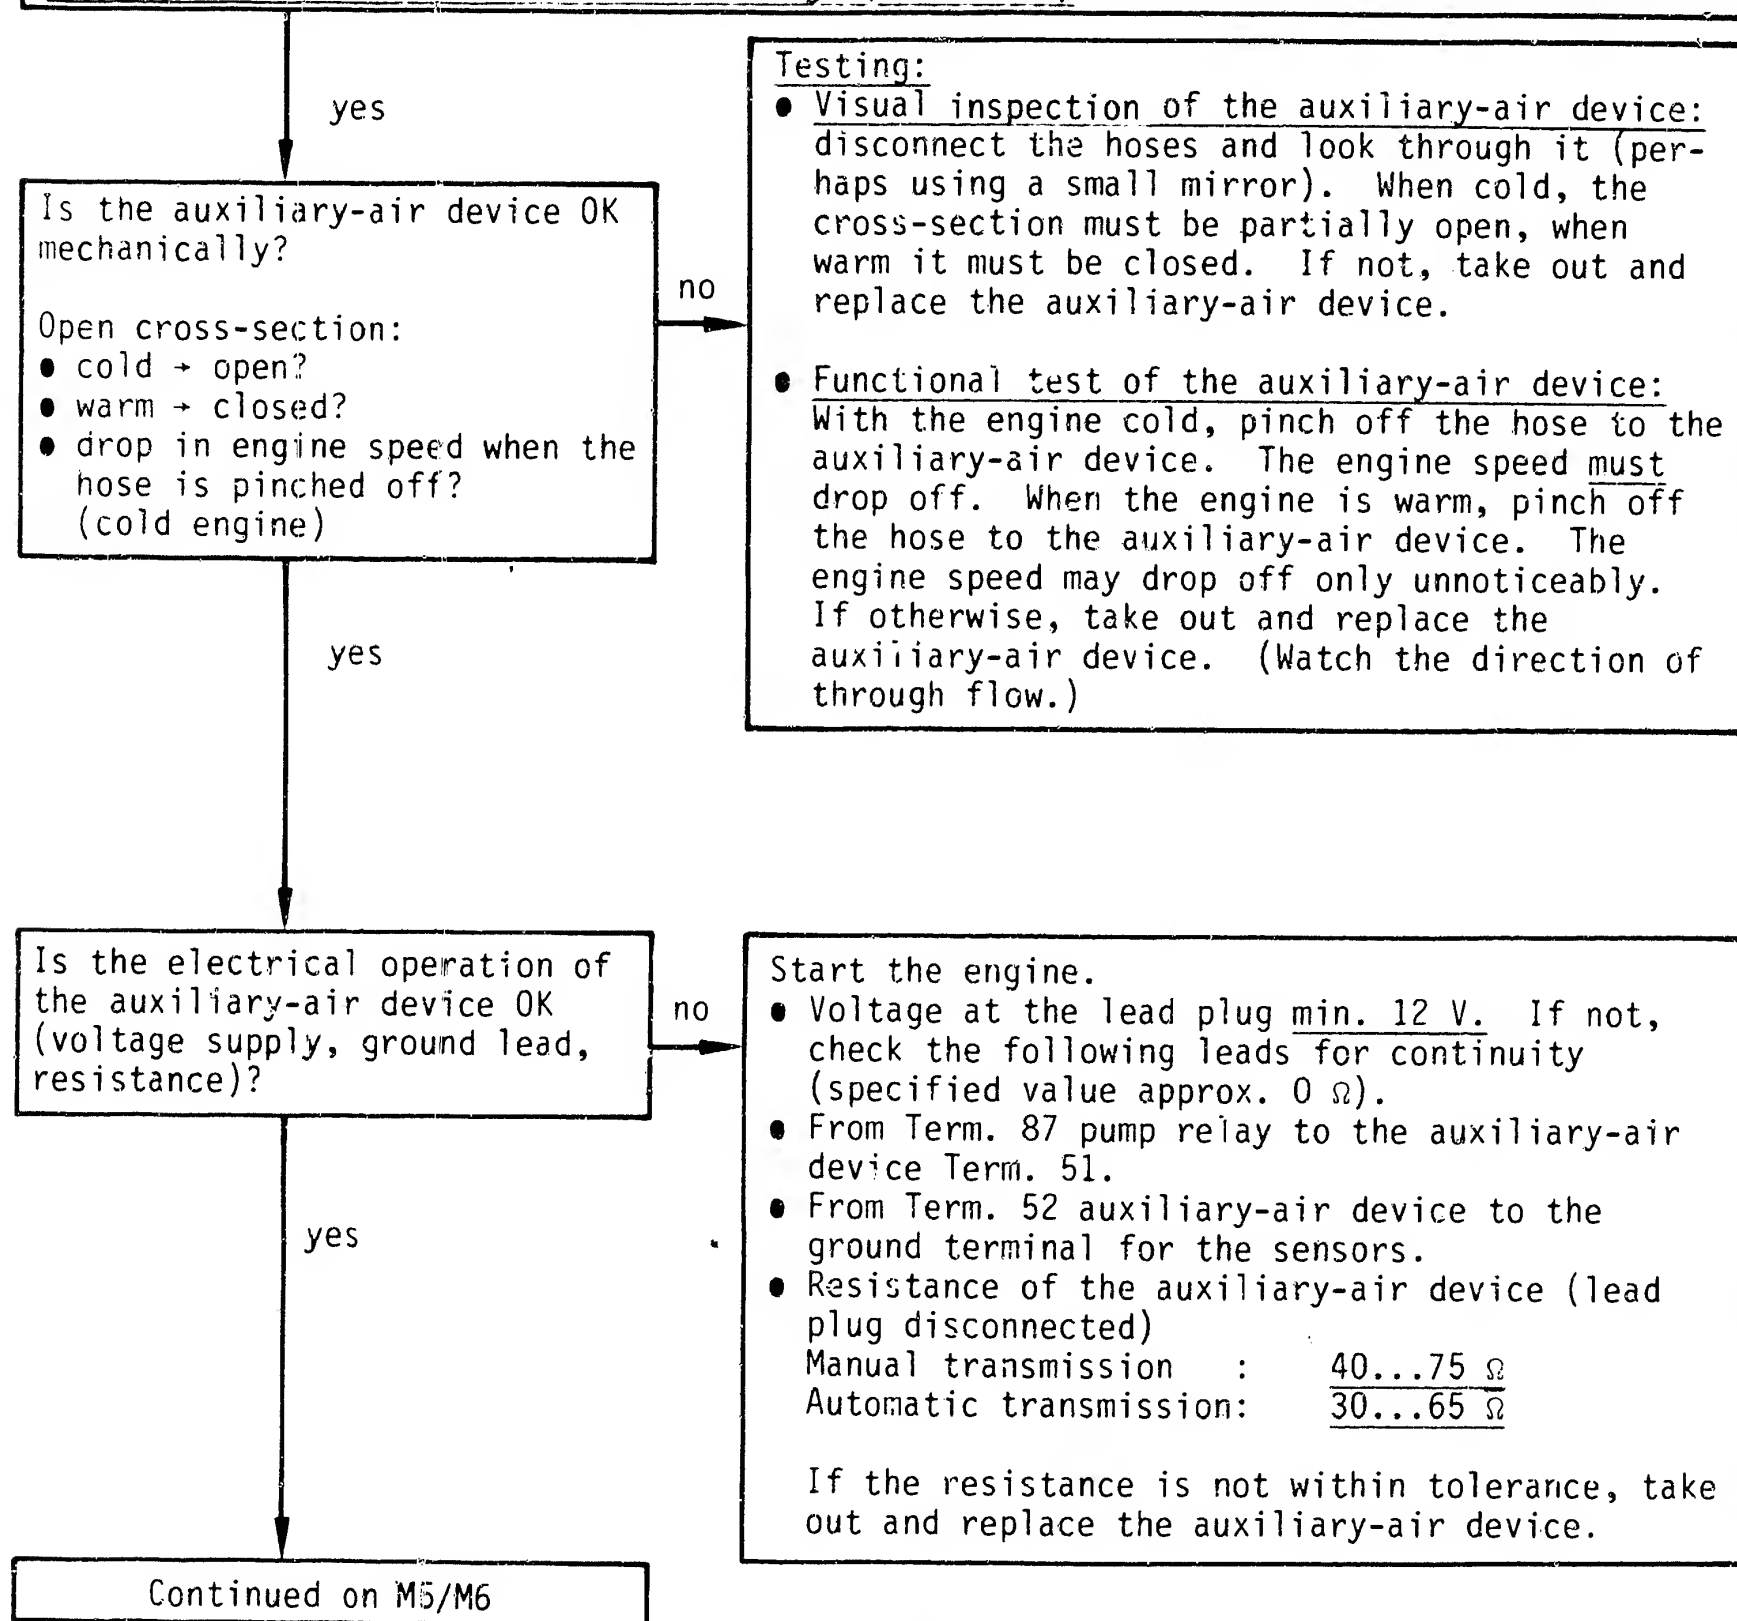 yes
Is the auxiliary-air device OK
mechanically?
Open cross-section:
● cold → open?
● warm → closed?
● drop in engine speed when the
hose is pinched off?
(cold engine)
no
Testing:
● Visual inspection of the auxiliary-air device:
disconnect the hoses and look through it (per-
haps using a small mirror). When cold, the
cross-section must be partially open, when
warm it must be closed. If not, take out and
replace the auxiliary-air device.
● Functional test of the auxiliary-air device:
With the engine cold, pinch off the hose to the
auxiliary-air device. The engine speed must
drop off. When the engine is warm, pinch off
the hose to the auxiliary-air device. The
engine speed may drop off only unnoticeably.
If otherwise, take out and replace the
auxiliary-air device. (Watch the direction of
through flow.)
yes
Is the electrical operation of
the auxiliary-air device OK
(voltage supply, ground lead,
resistance)?
no
Start the engine.
● Voltage at the lead plug min. 12 V. If not,
check the following leads for continuity
(specified value approx. 0 Ω).
● From Term. 87 pump relay to the auxiliary-air
device Term. 51.
● From Term. 52 auxiliary-air device to the
ground terminal for the sensors.
● Resistance of the auxiliary-air device (lead
plug disconnected)
Manual transmission : 40...75 Ω
Automatic transmission: 30...65 Ω
If the resistance is not within tolerance, take
out and replace the auxiliary-air device.
yes
Continued on M5/M6